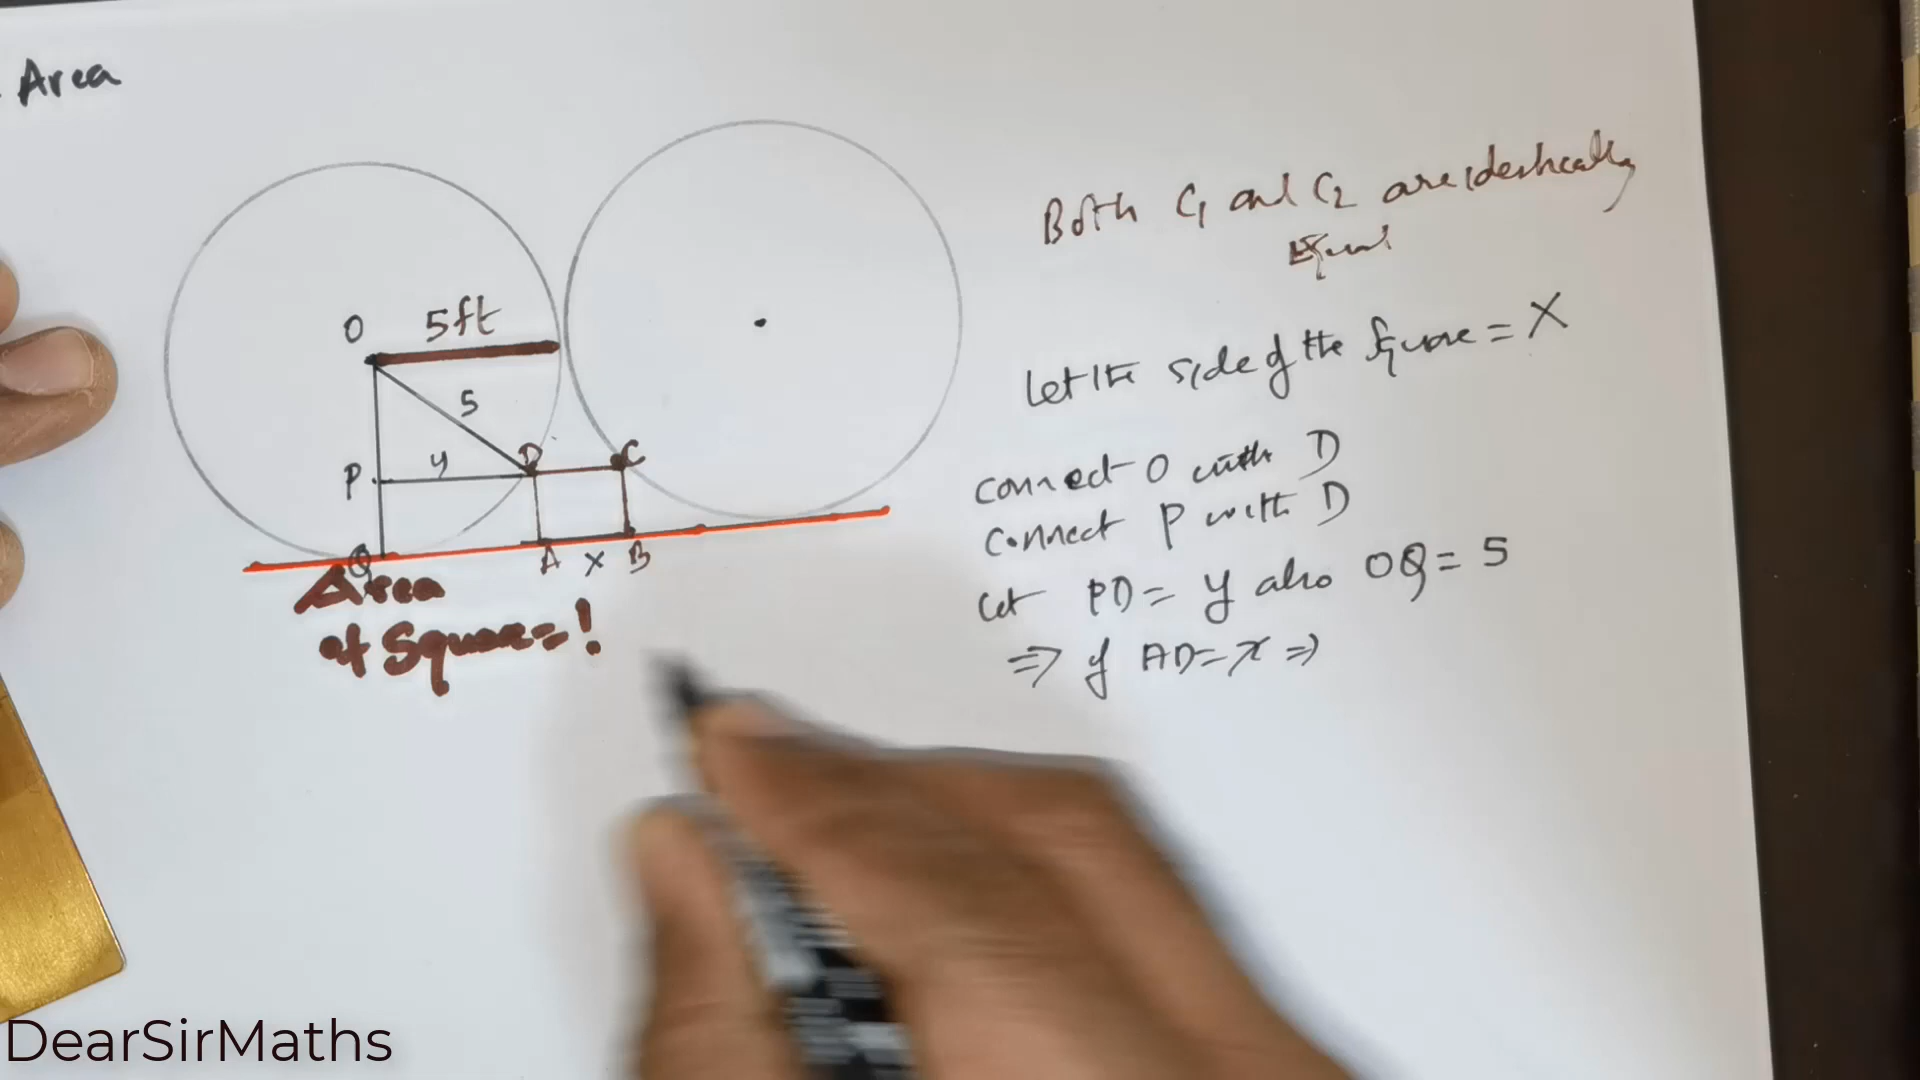 Area
Both C1 and C2 are identically
Equal
Let the side of the Square = X
Connect O with D
Connect P with D
Let PD = y also OQ = 5
⇒ if AD = x ⇒
O 5ft
5
P y D C
Q A x B
Area
of Square = !
DearSirMaths